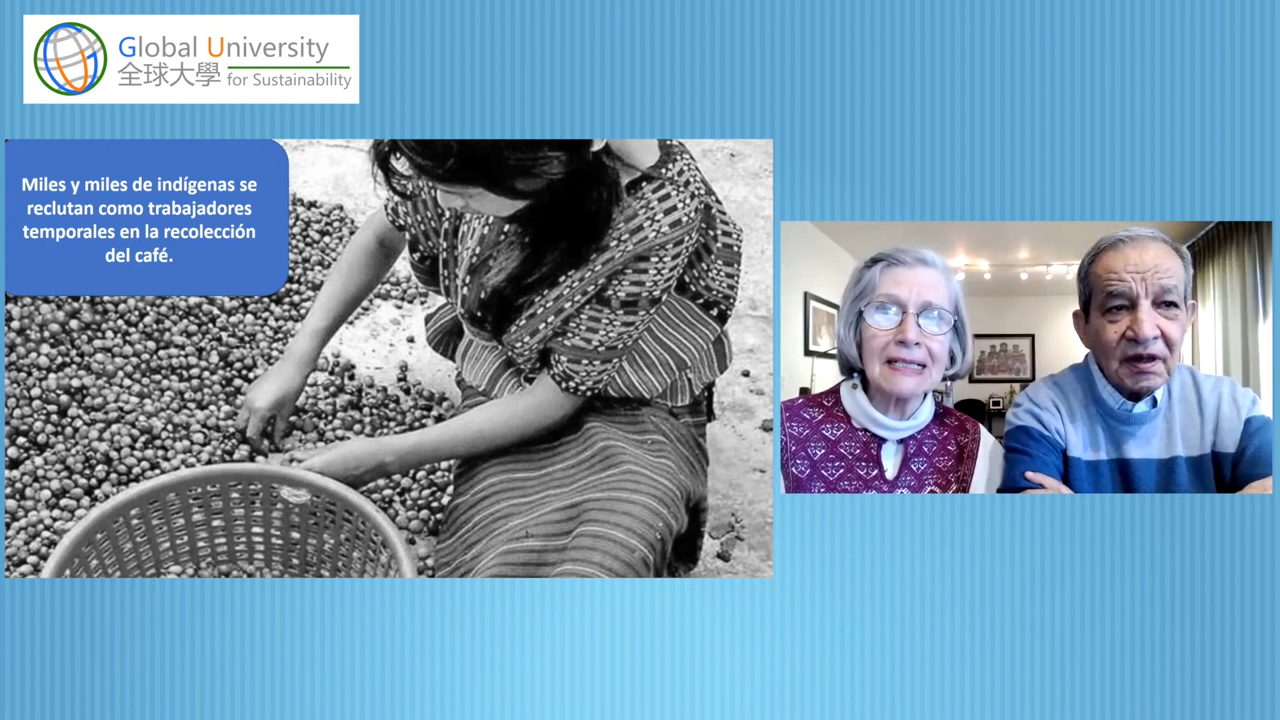 Global University
全球大學 for Sustainability
Miles y miles de indígenas se
reclutan como trabajadores
temporales en la recolección
del café.